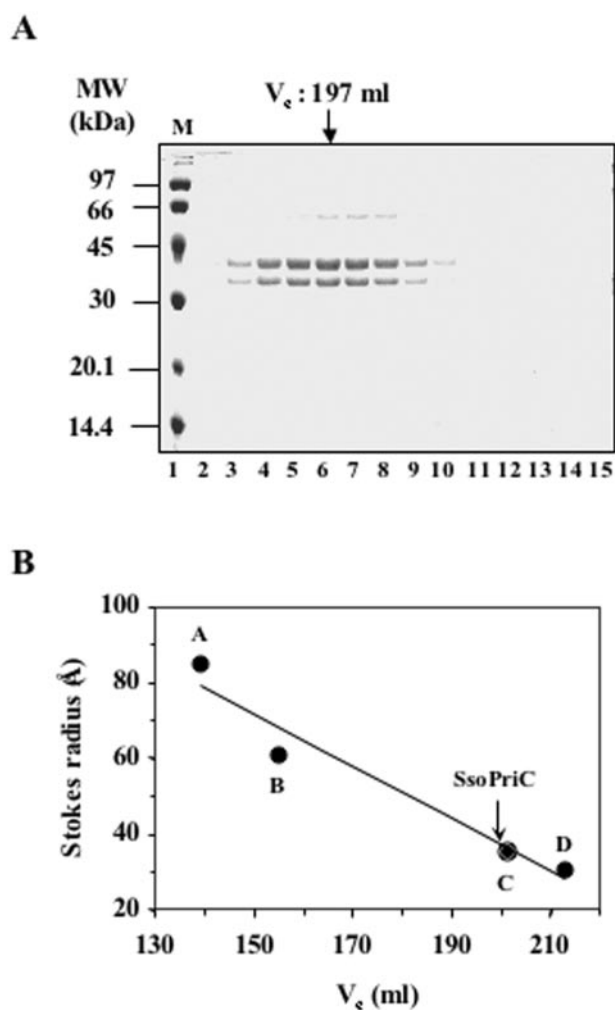 A
MW
(kDa)
Vₑ : 197 ml
M
97
66
45
30
20.1
14.4
1 2 3 4 5 6 7 8 9 10 11 12 13 14 15
B
Stokes radius (Å)
100
80
60
40
20
A
B
SsoPriC
C
D
130 150 170 190 210
Vₑ (ml)